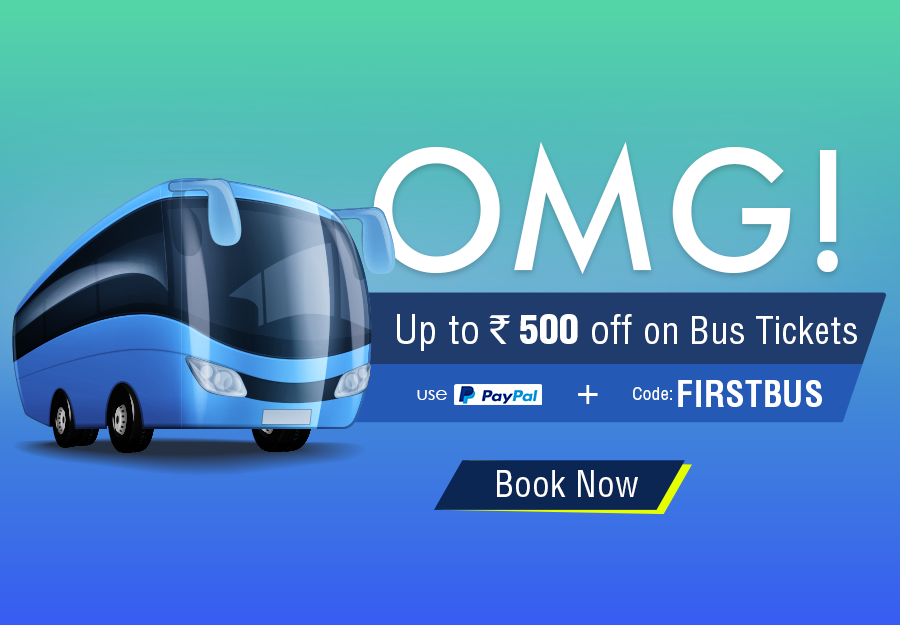 OMG!
Up to ₹ 500 off on Bus Tickets
USE PayPal + Code: FIRSTBUS
Book Now